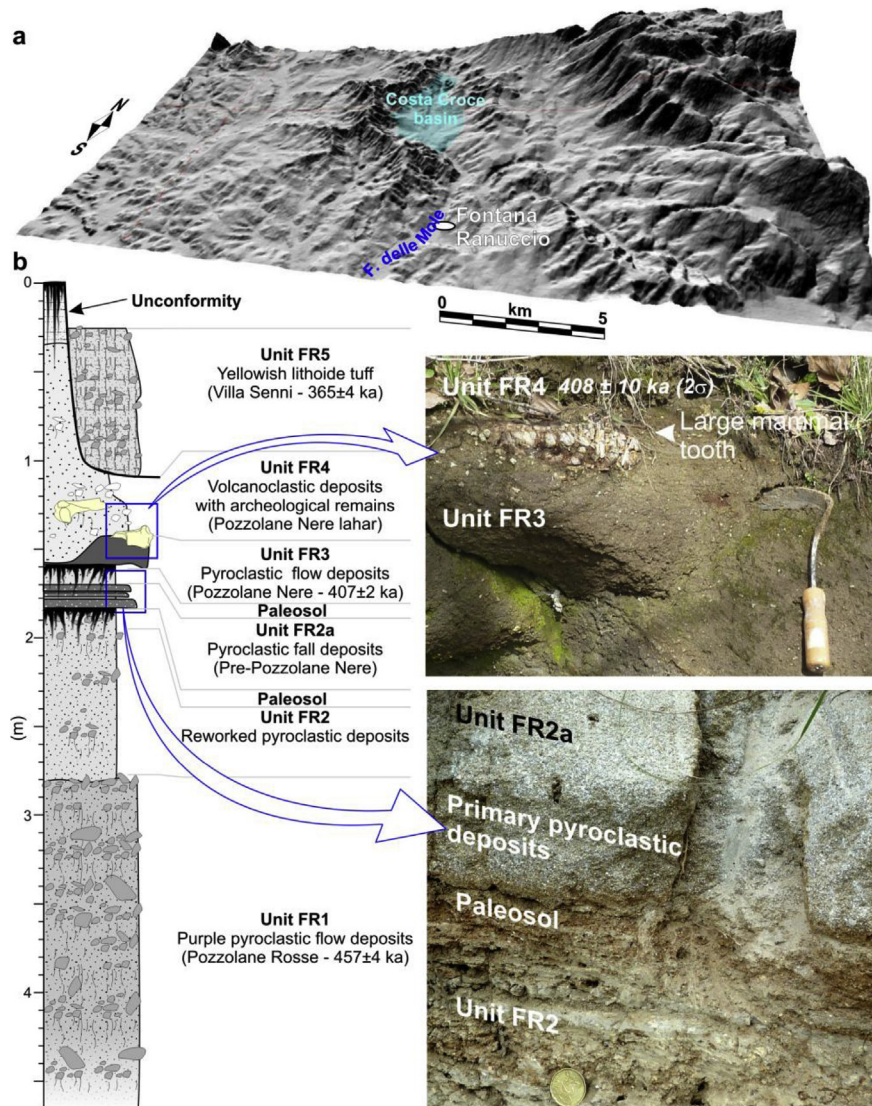 a
Costa Croce
basin
N
S
F. delle Mole
Fontana
Ranuccio
0
km
5
b
0
Unconformity
Unit FR5
Yellowish lithoide tuff
(Villa Senni - 365±4 ka)
1
Unit FR4
Volcanoclastic deposits
with archeological remains
(Pozzolane Nere lahar)
Unit FR3
Pyroclastic flow deposits
(Pozzolane Nere - 407±2 ka)
Paleosol
Unit FR2a
Pyroclastic fall deposits
(Pre-Pozzolane Nere)
2
Paleosol
Unit FR2
Reworked pyroclastic deposits
(m)
3
Unit FR1
Purple pyroclastic flow deposits
(Pozzolane Rosse - 457±4 ka)
4
Unit FR4 408 ± 10 ka (2σ)
Large mammal
tooth
Unit FR3
Unit FR2a
Primary pyroclastic
deposits
Paleosol
Unit FR2